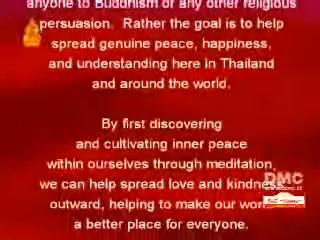 anyone to Buddhism or any other religious
persuasion. Rather the goal is to help
spread genuine peace, happiness,
and understanding here in Thailand
and around the world.
By first discovering
and cultivating inner peace
within ourselves through meditation,
we can help spread love and kindness
outward, helping to make our world
a better place for everyone.
DMC